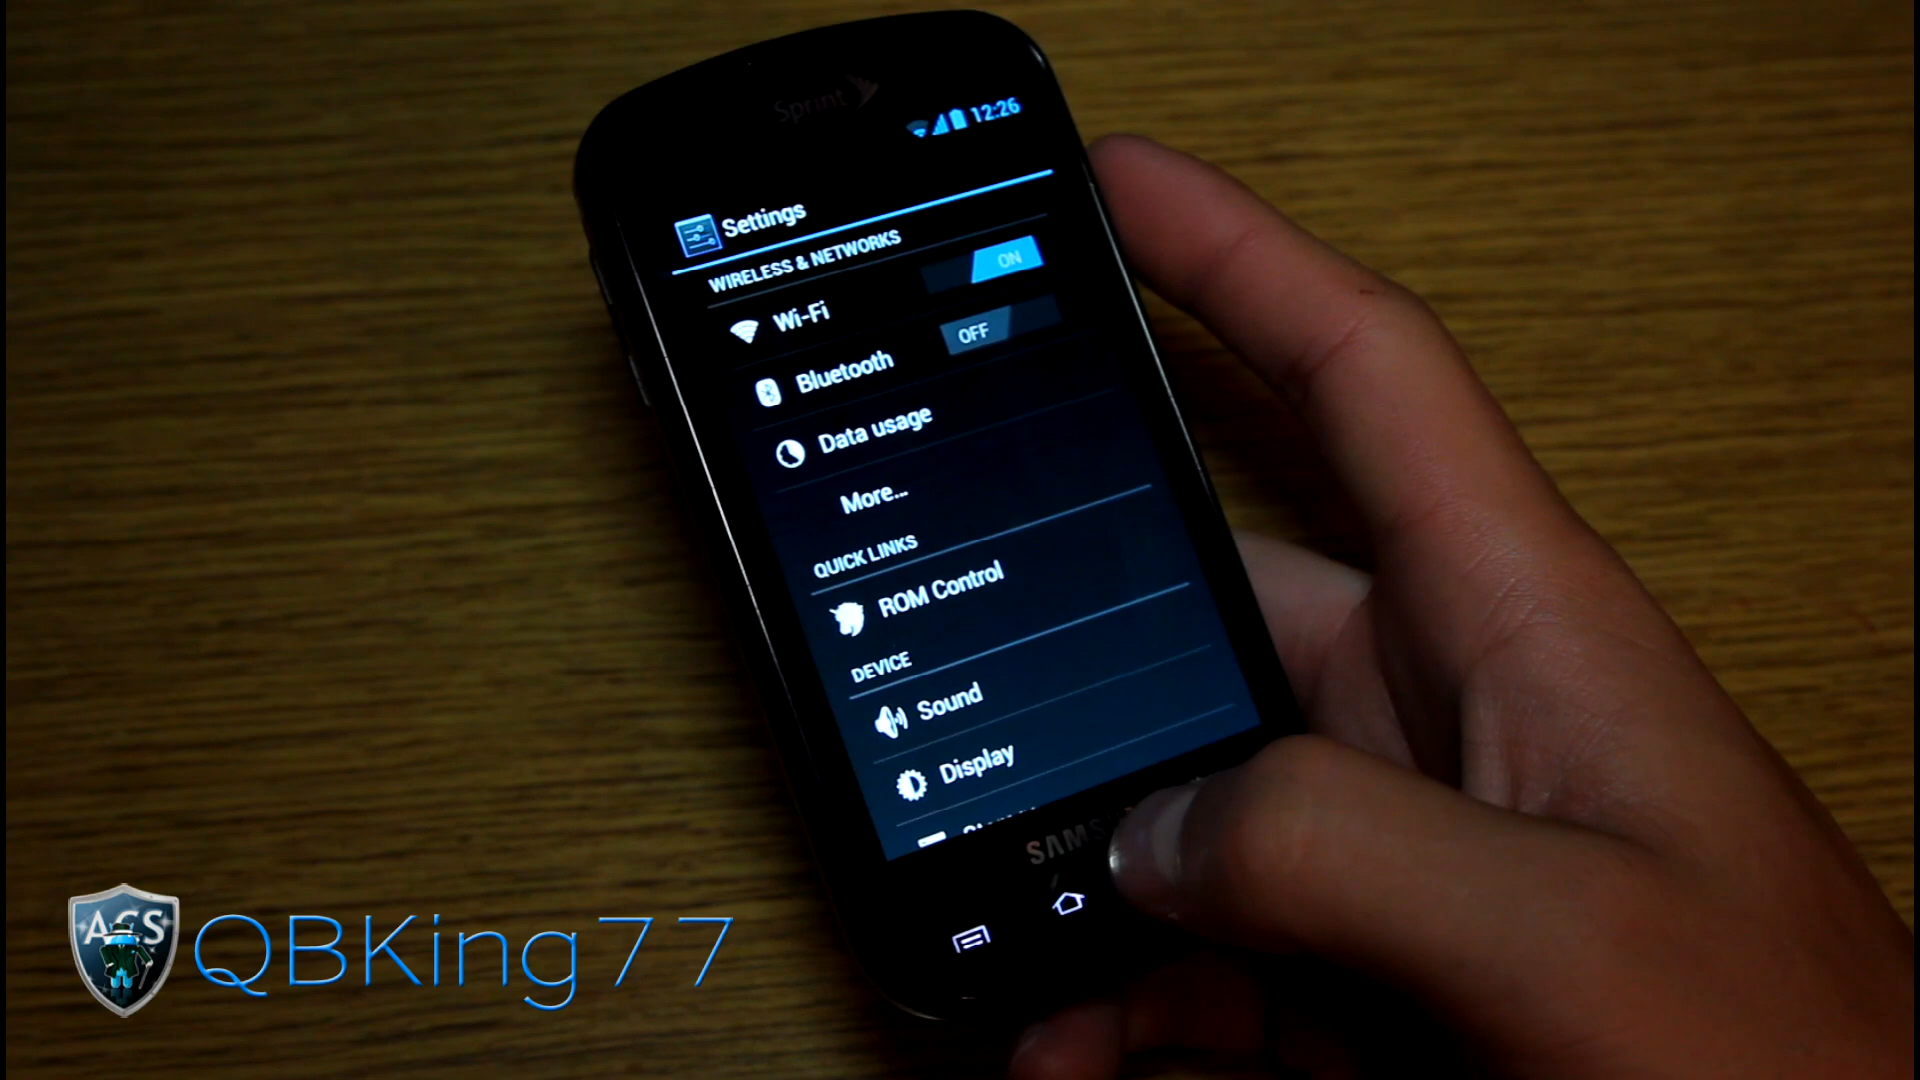 Sprint
12:26
Settings
WIRELESS & NETWORKS
ON
Wi-Fi
OFF
Bluetooth
Data usage
More...
QUICK LINKS
ROM Control
DEVICE
Sound
Display
ACS
QBKing77